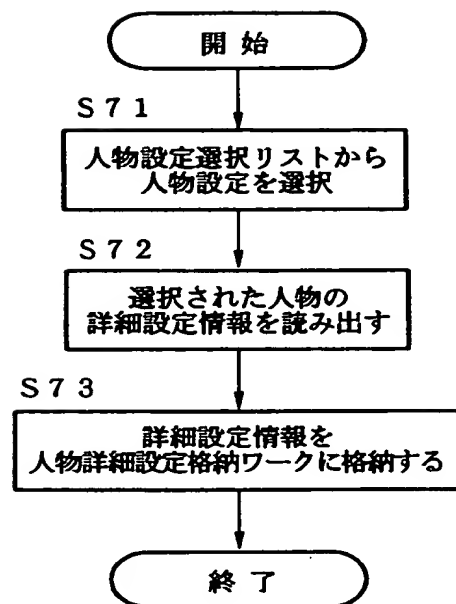 開始
S71
人物設定選択リストから
人物設定を選択
S72
選択された人物の
詳細設定情報を読み出す
S73
詳細設定情報を
人物詳細設定格納ワークに格納する
終了